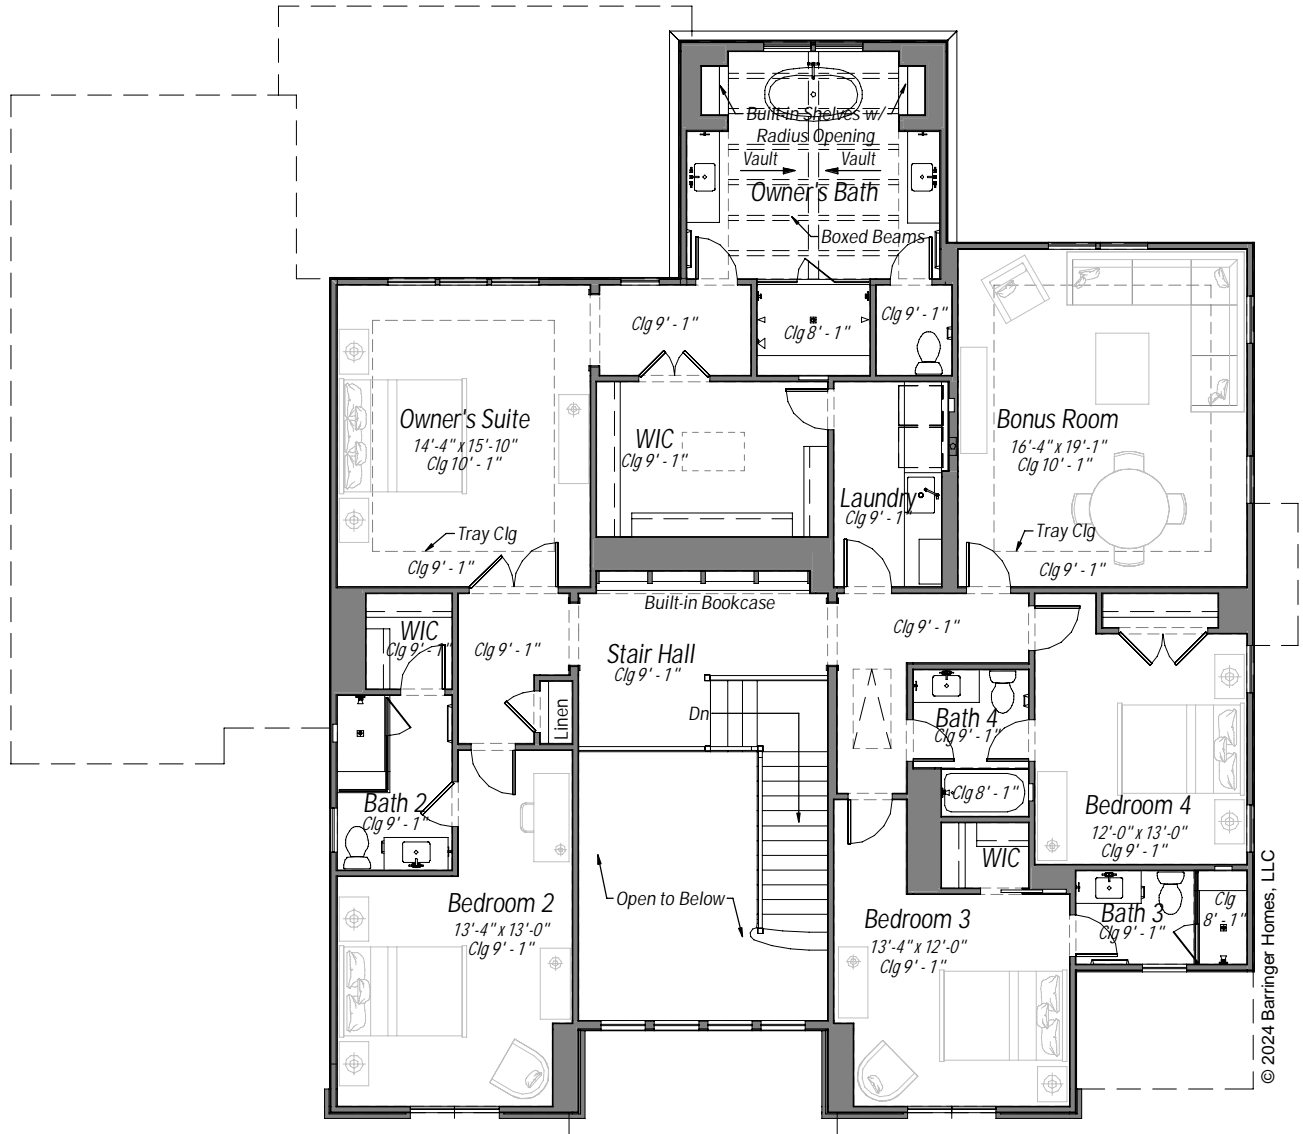 Built-in Shelves w/
Radius Opening
Vault
Vault
Owner's Bath
Boxed Beams
Clg 9' - 1"
Clg 8' - 1"
Clg 9' - 1"
Owner's Suite
14'-4" x 15'-10"
Clg 10' - 1"
Tray Clg
Clg 9' - 1"
WIC
Clg 9' - 1"
Laundry
Clg 9' - 1"
Bonus Room
16'-4" x 19'-1"
Clg 10' - 1"
Tray Clg
Clg 9' - 1"
Built-in Bookcase
WIC
Clg 9' - 1"
Clg 9' - 1"
Stair Hall
Clg 9' - 1"
Clg 9' - 1"
Linen
Dn
Bath 4
Clg 9' - 1"
Clg 8' - 1"
Bath 2
Clg 9' - 1"
Bedroom 4
12'-0" x 13'-0"
Clg 9' - 1"
WIC
Open to Below
Bedroom 2
13'-4" x 13'-0"
Clg 9' - 1"
Bedroom 3
13'-4" x 12'-0"
Clg 9' - 1"
Bath 3
Clg 9' - 1"
Clg
8' - 1"
© 2024 Barringer Homes, LLC